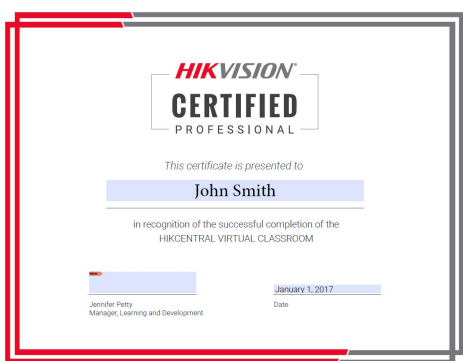 HIKVISION®
CERTIFIED
PROFESSIONAL
This certificate is presented to
John Smith
in recognition of the successful completion of the
HIKCENTRAL VIRTUAL CLASSROOM
January 1, 2017
Jennifer Petty
Date
Manager, Learning and Development